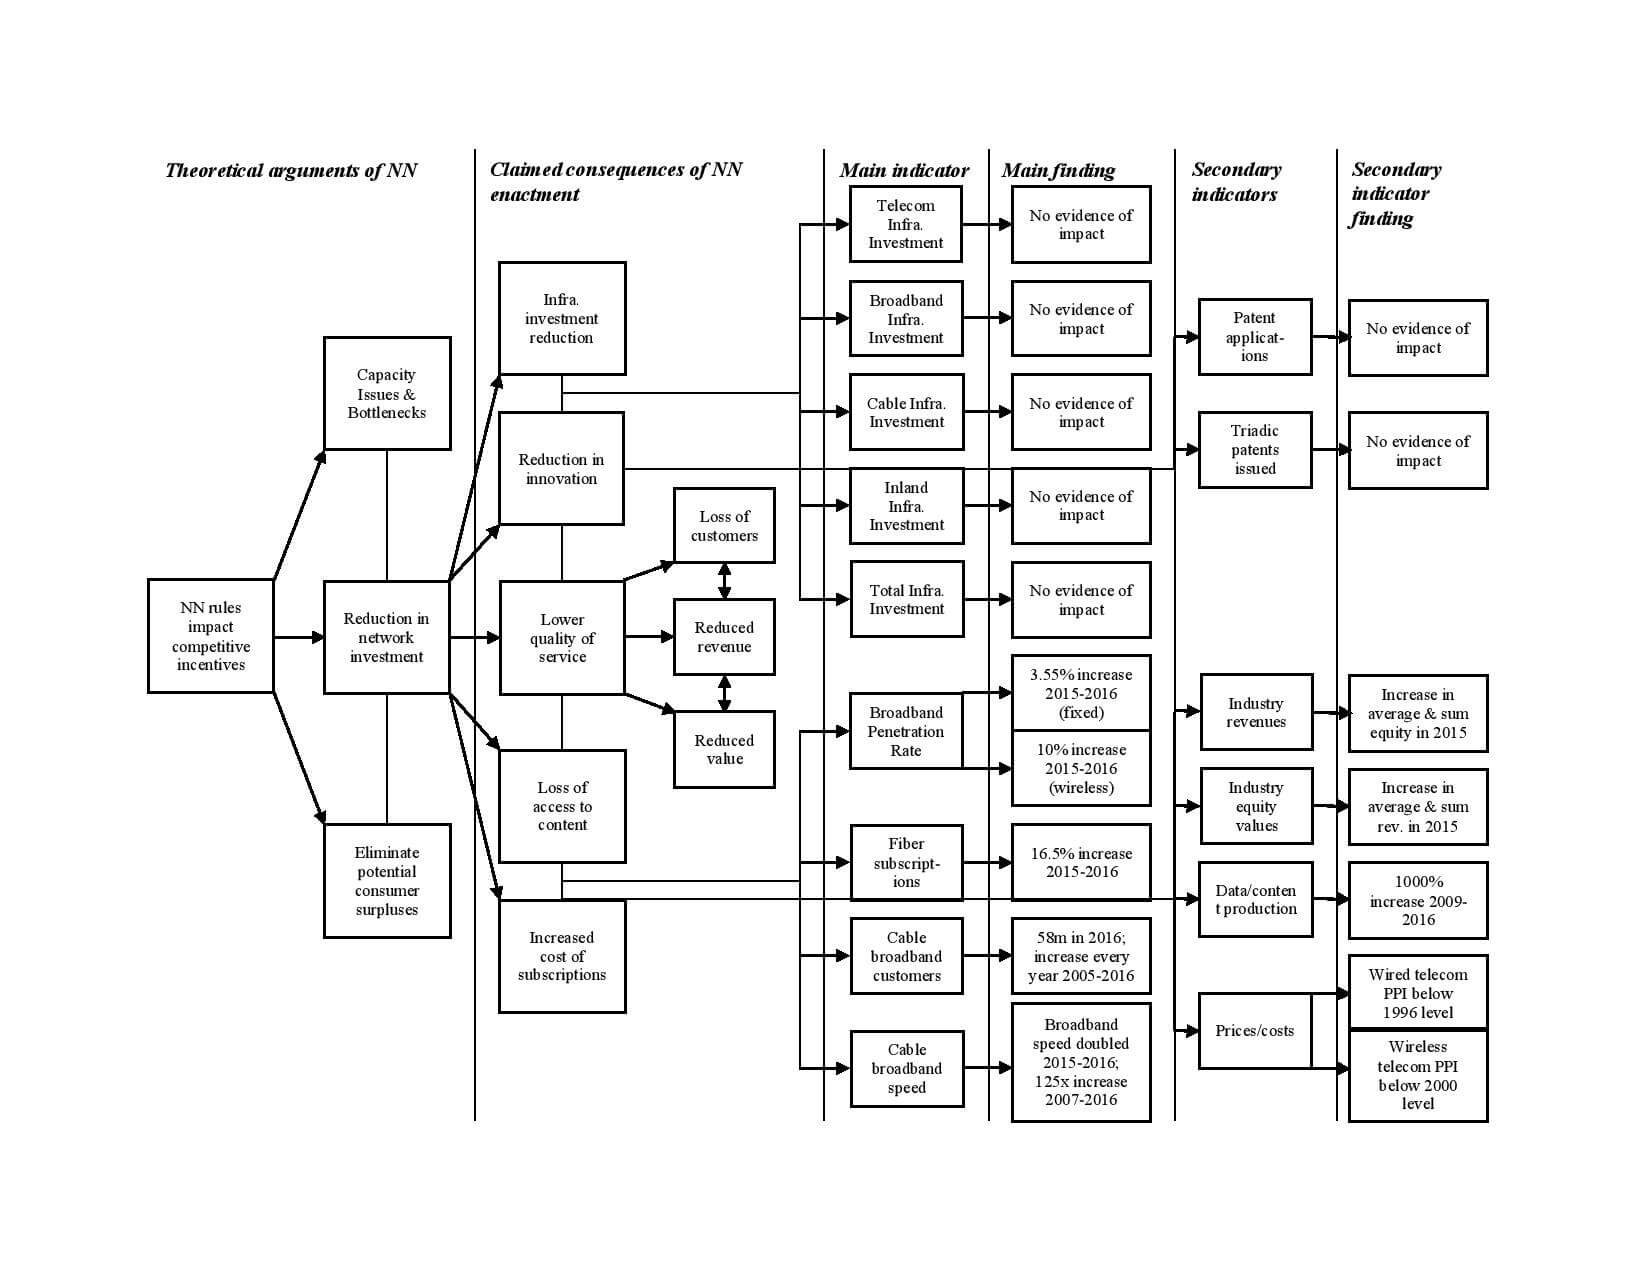 Theoretical arguments of NN
Claimed consequences of NN
enactment
Main indicator
Main finding
Secondary
indicators
Secondary
indicator
finding
NN rules
impact
competitive
incentives
Capacity
Issues &
Bottlenecks
Reduction in
network
investment
Eliminate
potential
consumer
surpluses
Infra.
investment
reduction
Reduction in
innovation
Lower
quality of
service
Loss of
access to
content
Increased
cost of
subscriptions
Loss of
customers
Reduced
revenue
Reduced
value
Telecom
Infra.
Investment
No evidence of
impact
Broadband
Infra.
Investment
No evidence of
impact
Cable Infra.
Investment
No evidence of
impact
Inland
Infra.
Investment
No evidence of
impact
Total Infra.
Investment
No evidence of
impact
Broadband
Penetration
Rate
3.55% increase
2015-2016
(fixed)
10% increase
2015-2016
(wireless)
Fiber
subscript-
ions
16.5% increase
2015-2016
Cable
broadband
customers
58m in 2016;
increase every
year 2005-2016
Cable
broadband
speed
Broadband
speed doubled
2015-2016;
125x increase
2007-2016
Patent
applicat-
ions
No evidence of
impact
Triadic
patents
issued
No evidence of
impact
Industry
revenues
Increase in
average & sum
equity in 2015
Industry
equity
values
Increase in
average & sum
rev. in 2015
Data/conten
t production
1000%
increase 2009-
2016
Prices/costs
Wired telecom
PPI below
1996 level
Wireless
telecom PPI
below 2000
level